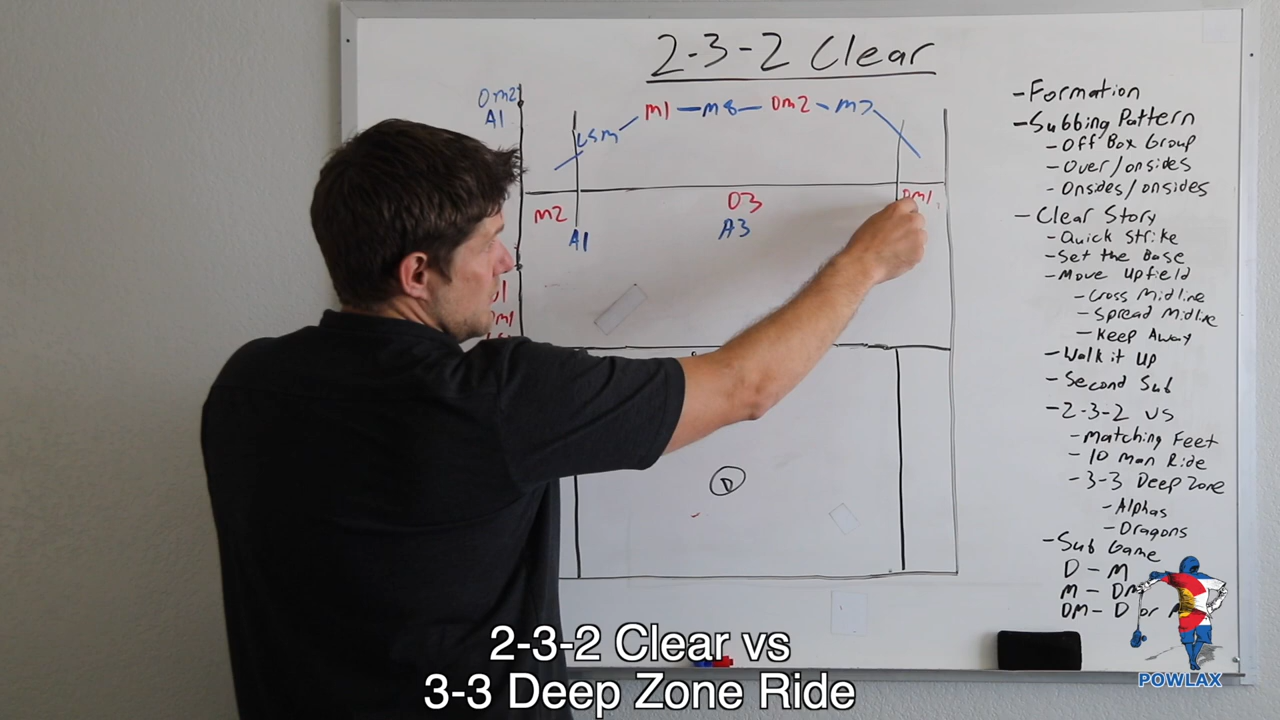 2-3-2 Clear
Dm2
A1
LSM
M1 — M8 — Dm2 — M7
M2
A1
D3
A3
Dm1
Dm1
D
- Formation
- Subbing Pattern
- Off Box Group
- Over/onsides
- Onsides/onsides
- Clear Story
- Quick Strike
- Set the Base
- Move Upfield
- Cross Midline
- Spread Midline
- Keep Away
- Walk it Up
- Second Sub
- 2-3-2 vs
- Matching Feet
- 10 Man Ride
- 3-3 Deep Zone
- Alphas
- Dragons
- Sub Game
D - M
M - DM
DM - D or
2-3-2 Clear vs
3-3 Deep Zone Ride
POWLAX